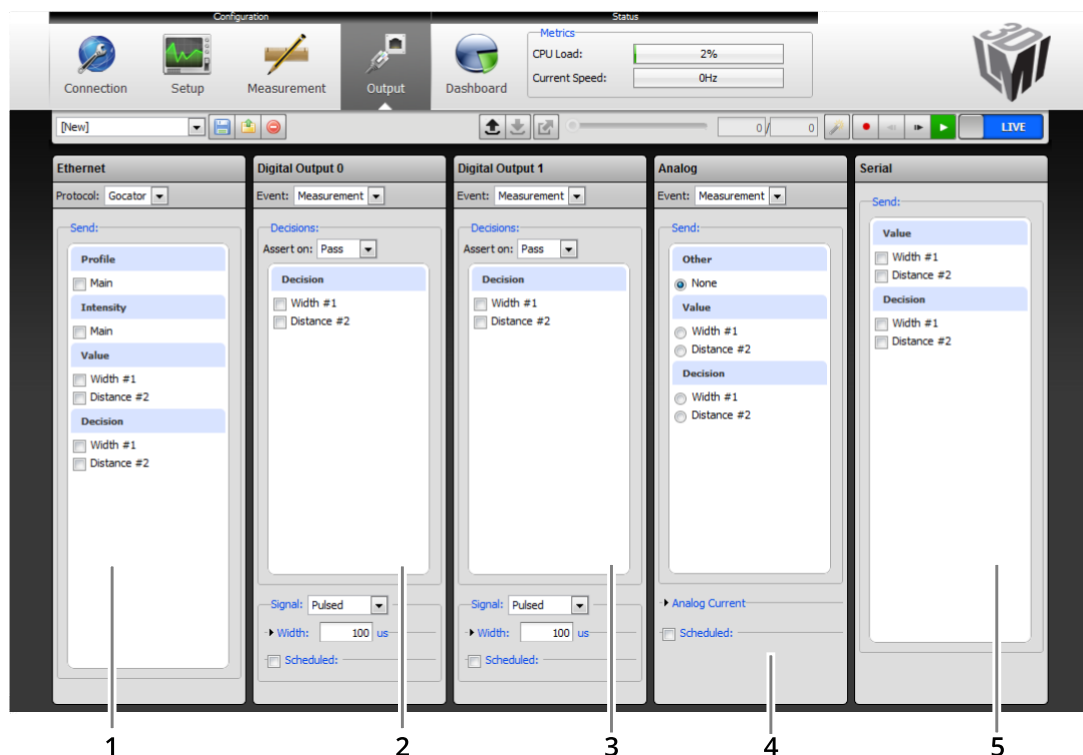 Configuration
Status
Connection
Setup
Measurement
Output
Dashboard
Metrics
CPU Load:
2%
Current Speed:
0Hz
3D
LMI
[New]
0 / 0
LIVE
Ethernet
Protocol: Gocator
Send:
Profile
Main
Intensity
Main
Value
Width #1
Distance #2
Decision
Width #1
Distance #2
Digital Output 0
Event: Measurement
Decisions:
Assert on: Pass
Decision
Width #1
Distance #2
Signal: Pulsed
Width: 100 us
Scheduled:
Digital Output 1
Event: Measurement
Decisions:
Assert on: Pass
Decision
Width #1
Distance #2
Signal: Pulsed
Width: 100 us
Scheduled:
Analog
Event: Measurement
Send:
Other
None
Value
Width #1
Distance #2
Decision
Width #1
Distance #2
Analog Current
Scheduled:
Serial
Send:
Value
Width #1
Distance #2
Decision
Width #1
Distance #2
1 2 3 4 5